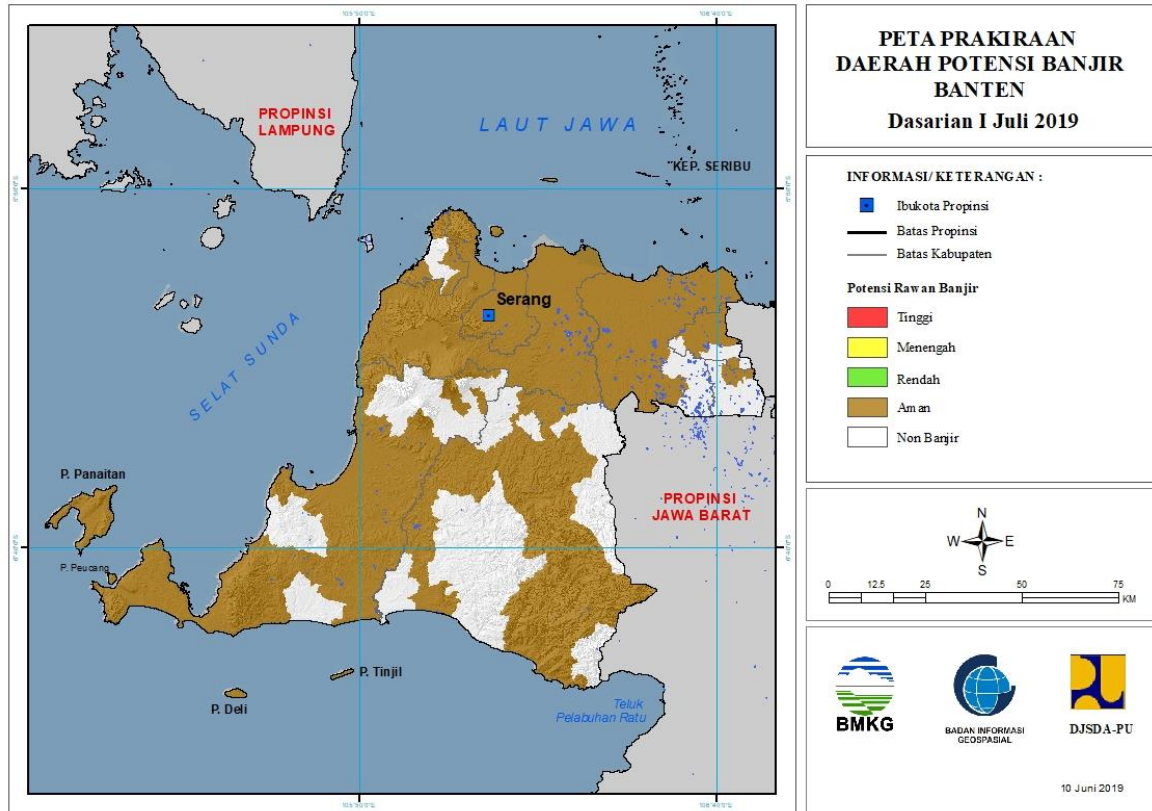 PETA PRAKIRAAN
DAERAH POTENSI BANJIR
BANTEN
Dasarian I Juli 2019
INFORMASI/ KETERANGAN :
Ibukota Propinsi
Batas Propinsi
Batas Kabupaten
Potensi Rawan Banjir
Tinggi
Menengah
Rendah
Aman
Non Banjir
N
W E
S
0 12.5 25 50 75
KM
BMKG
BADAN INFORMASI
GEOSPASIAL
DJSDA-PU
10 Juni 2019
PROPINSI
LAMPUNG
LAUT JAWA
KEP. SERIBU
Serang
SELAT SUNDA
P. Panaitan
P. Peucang
PROPINSI
JAWA BARAT
P. Tinjil
P. Deli
Teluk
Pelabuhan Ratu